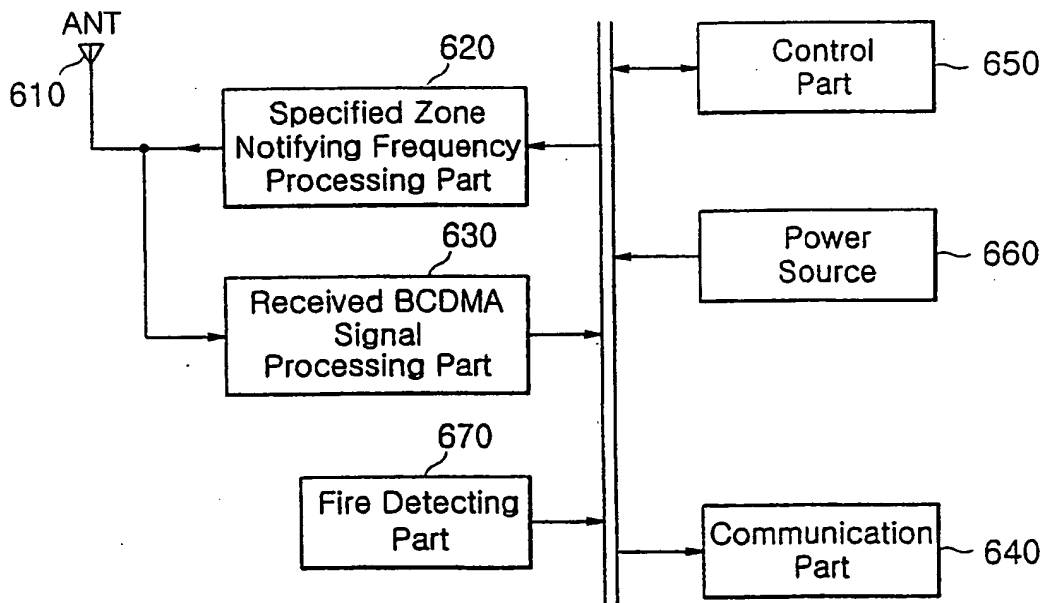 ANT
610
620
Specified Zone
Notifying Frequency
Processing Part
630
Received BCDMA
Signal
Processing Part
670
Fire Detecting
Part
Control
Part
650
Power
Source
660
Communication
Part
640